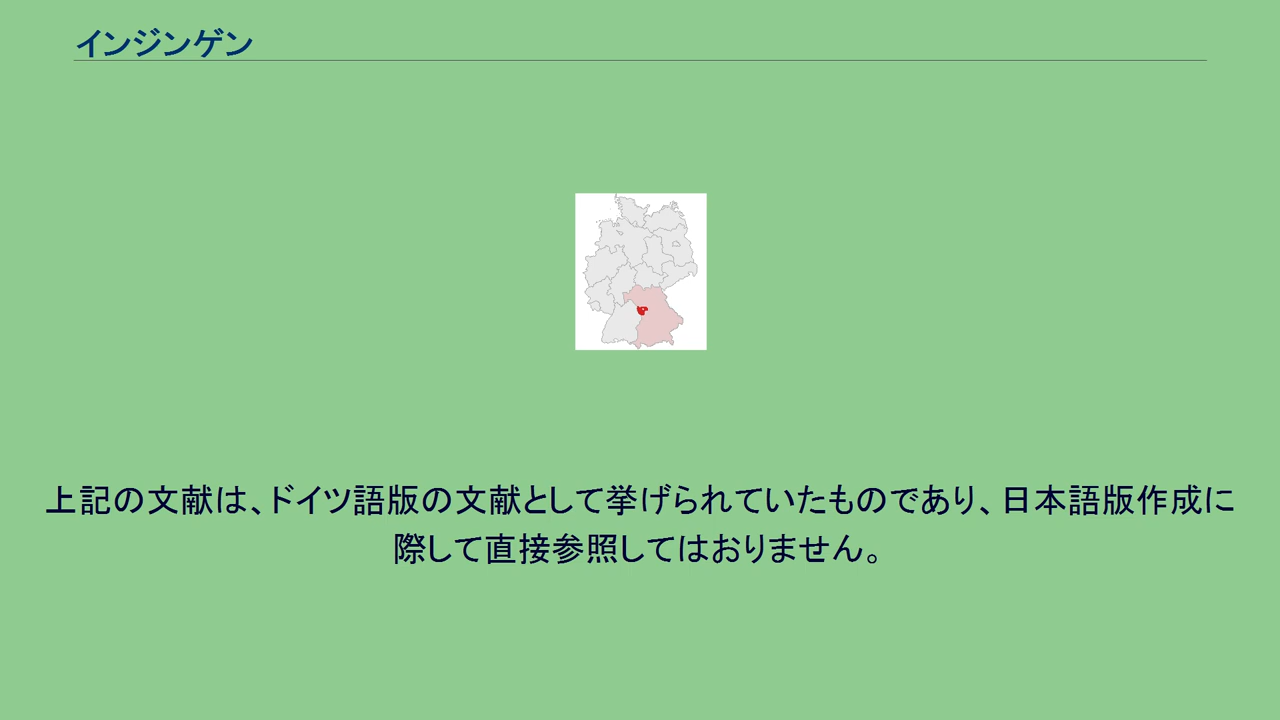 インジンゲン
上記の文献は、ドイツ語版の文献として挙げられていたものであり、日本語版作成に
際して直接参照してはおりません。